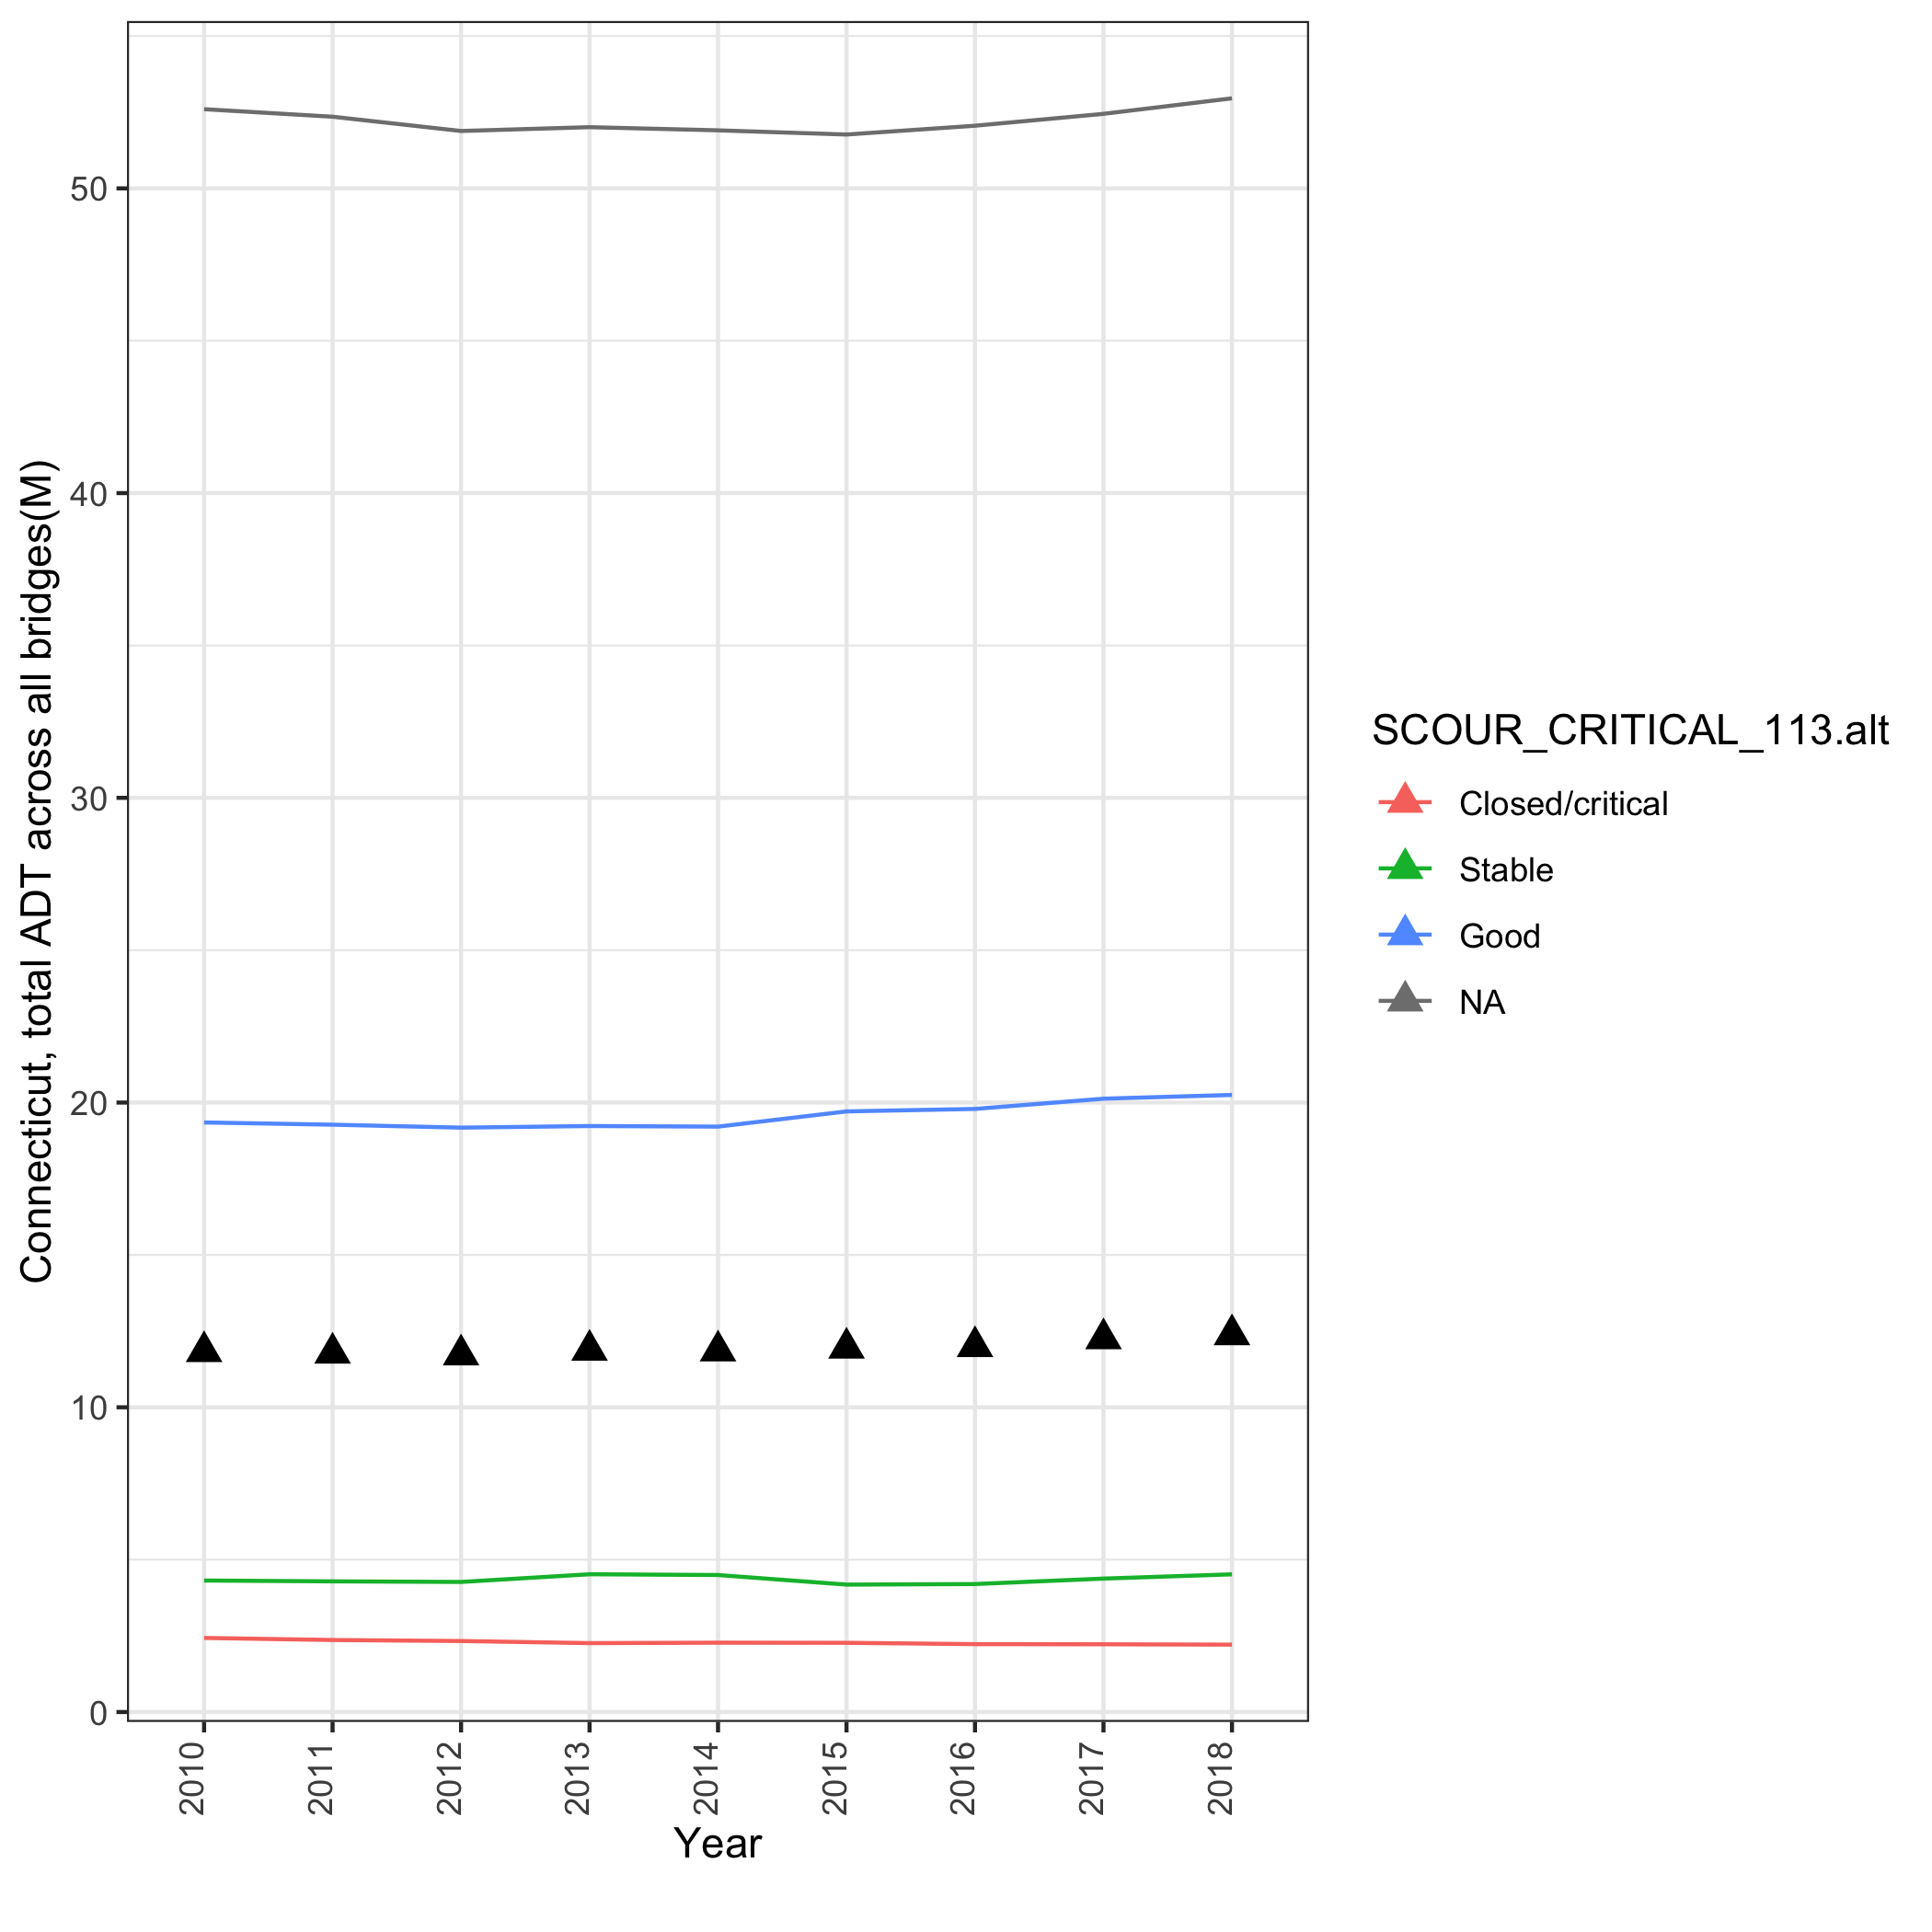 Connecticut, total ADT across all bridges(M)
50
40
30
20
10
0
2010
2011
2012
2013
2014
2015
2016
2017
2018
Year
SCOUR_CRITICAL_113.alt
Closed/critical
Stable
Good
NA